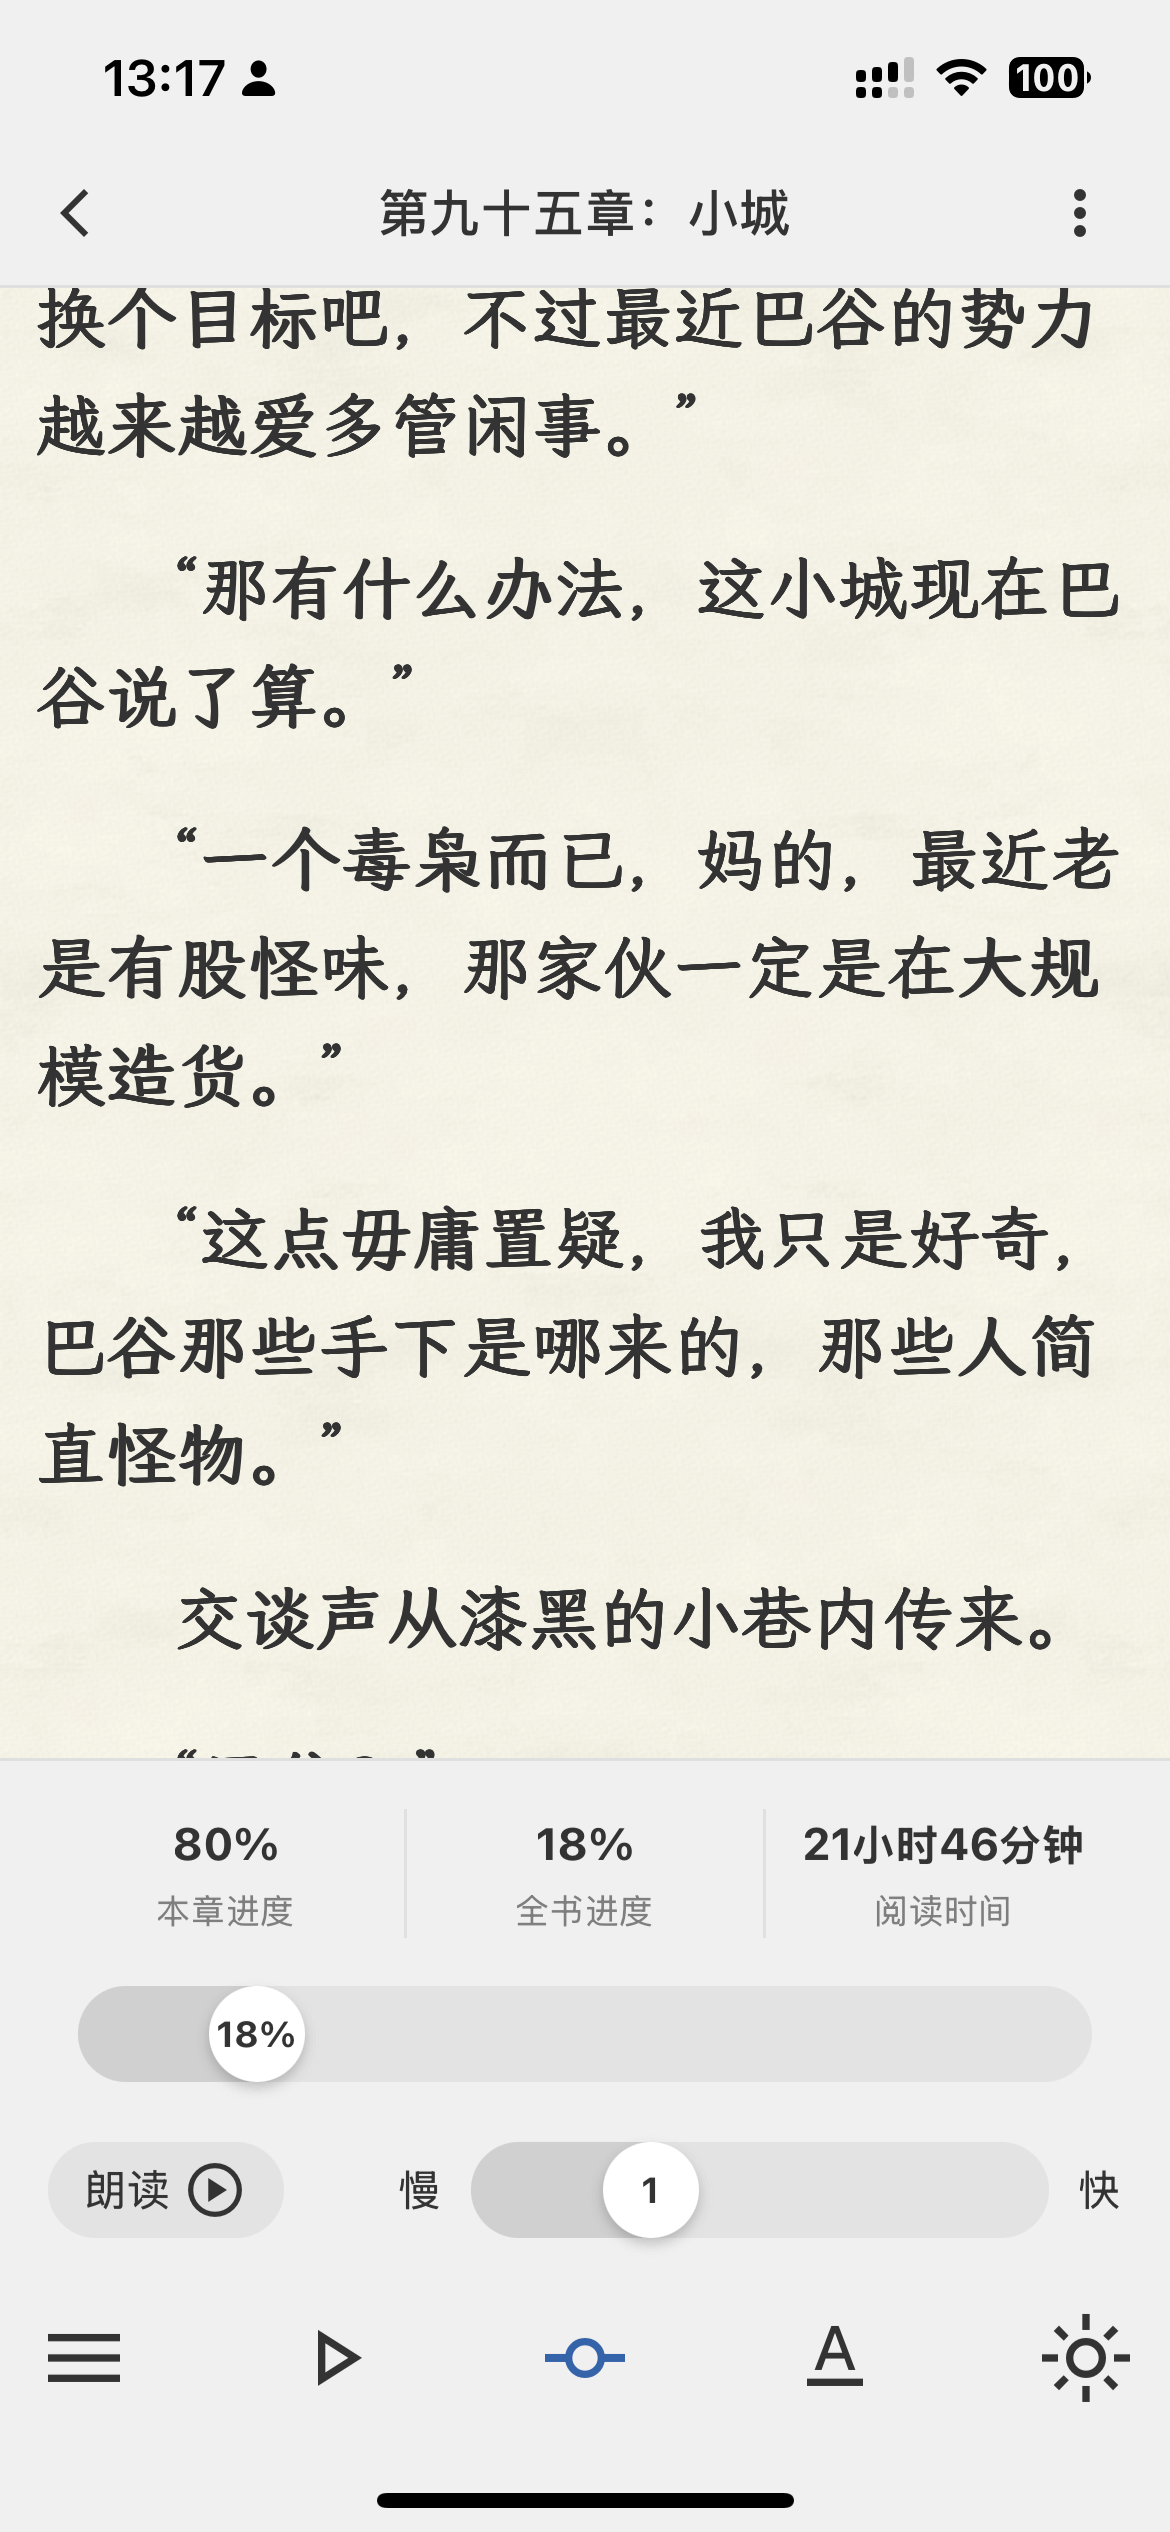 13:17
100
第九十五章：小城
换个目标吧，不过最近巴谷的势力
越来越爱多管闲事。”
“那有什么办法，这小城现在巴
谷说了算。”
“一个毒枭而已，妈的，最近老
是有股怪味，那家伙一定是在大规
模造货。”
“这点毋庸置疑，我只是好奇，
巴谷那些手下是哪来的，那些人简
直怪物。”
交谈声从漆黑的小巷内传来。
80%
18%
21小时46分钟
本章进度
全书进度
阅读时间
18%
朗读
慢
1
快
A